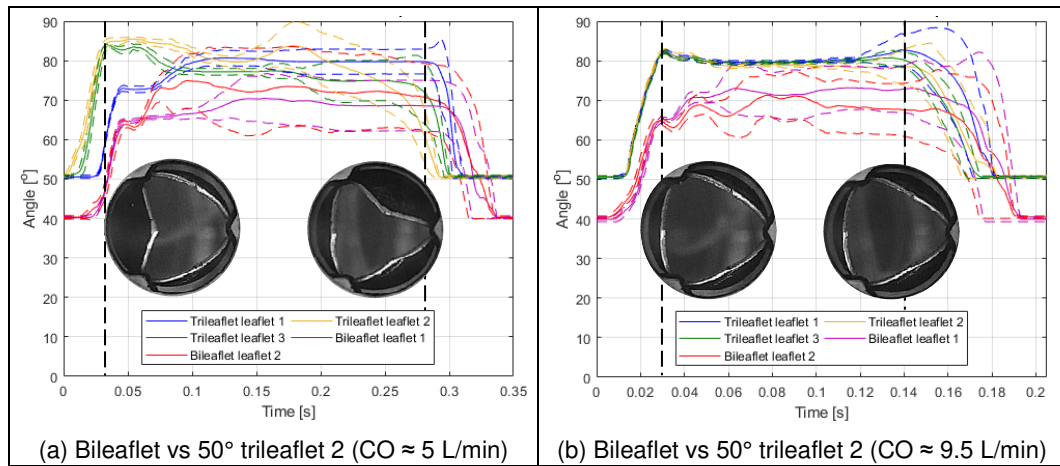 90
80
70
60
50
40
30
20
10
0
Angle [°]
Trileaflet leaflet 1
Trileaflet leaflet 2
Trileaflet leaflet 3
Bileaflet leaflet 1
Bileaflet leaflet 2
0 0.05 0.1 0.15 0.2 0.25 0.3 0.35
Time [s]
(a) Bileaflet vs 50° trileaflet 2 (CO ≈ 5 L/min)
90
80
70
60
50
40
30
20
10
0
Angle [°]
Trileaflet leaflet 1
Trileaflet leaflet 2
Trileaflet leaflet 3
Bileaflet leaflet 1
Bileaflet leaflet 2
0 0.02 0.04 0.06 0.08 0.1 0.12 0.14 0.16 0.18 0.2
Time [s]
(b) Bileaflet vs 50° trileaflet 2 (CO ≈ 9.5 L/min)